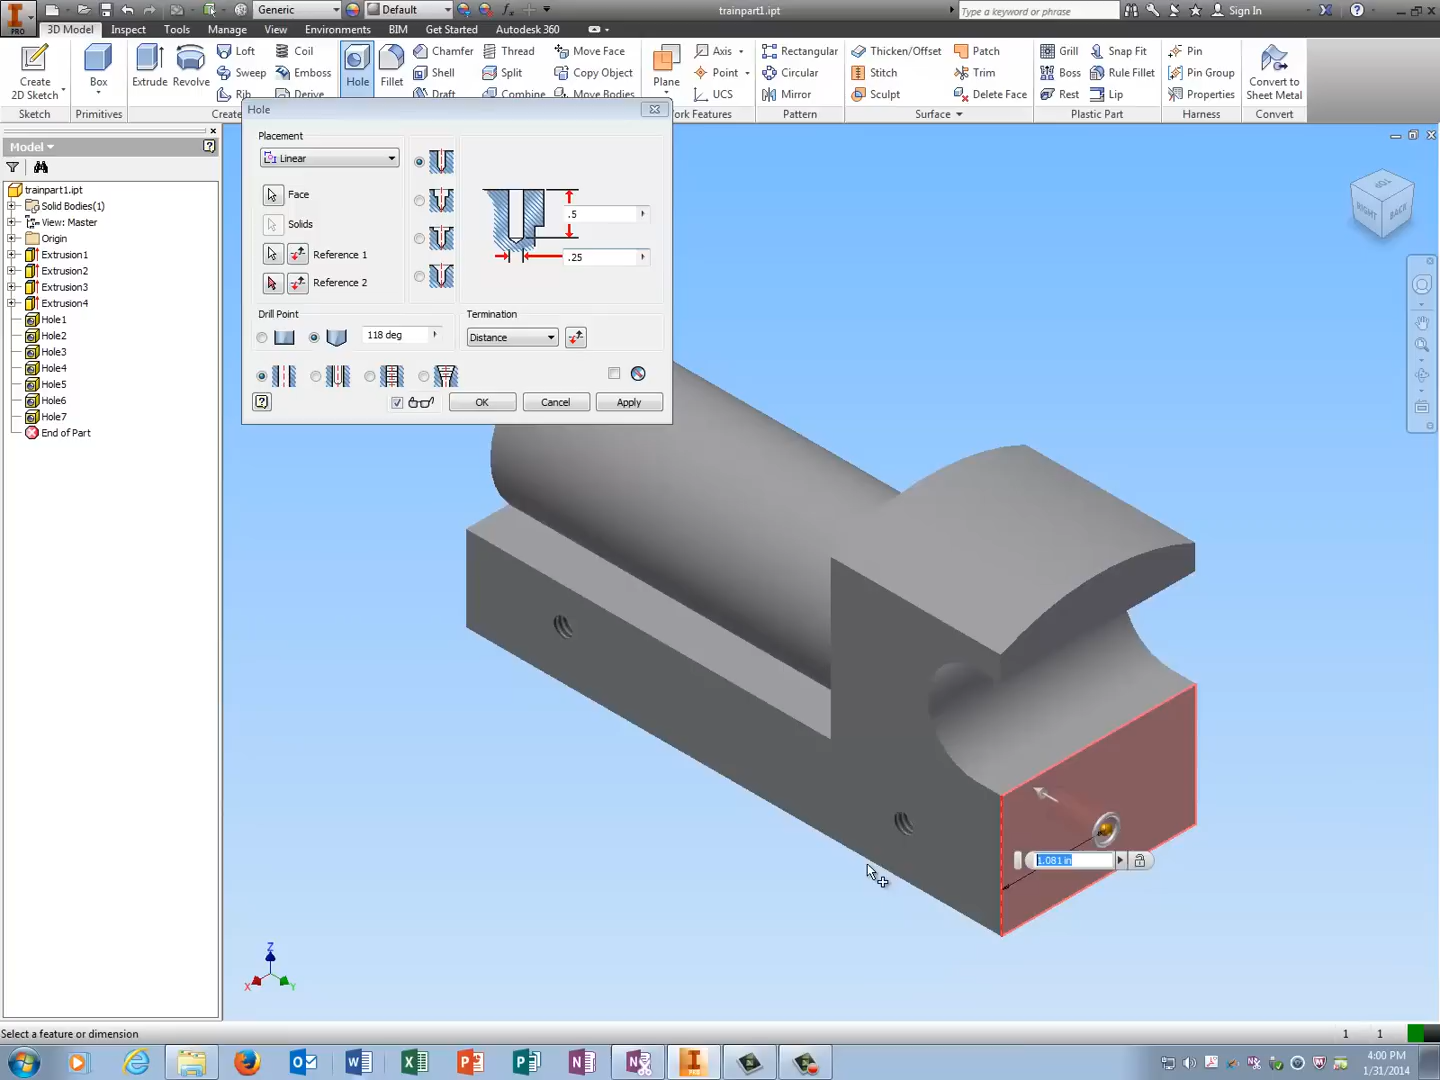 Generic
Default
trainpart1.ipt
Type a keyword or phrase
Sign In
PRO
3D Model
Inspect
Tools
Manage
View
Environments
BIM
Get Started
Autodesk 360
Create
2D Sketch
Box
Extrude
Revolve
Loft
Sweep
Rib
Coil
Emboss
Derive
Hole
Fillet
Chamfer
Shell
Draft
Thread
Split
Combine
Move Face
Copy Object
Move Bodies
Plane
Axis
Point
UCS
Rectangular
Circular
Mirror
Thicken/Offset
Stitch
Sculpt
Patch
Trim
Delete Face
Grill
Boss
Rest
Snap Fit
Rule Fillet
Lip
Pin
Pin Group
Properties
Convert to
Sheet Metal
Sketch
Primitives
Work Features
Pattern
Surface
Plastic Part
Harness
Convert
Model
trainpart1.ipt
Solid Bodies(1)
View: Master
Origin
Extrusion1
Extrusion2
Extrusion3
Extrusion4
Hole1
Hole2
Hole3
Hole4
Hole5
Hole6
Hole7
End of Part
Hole
Placement
Linear
Face
Solids
Reference 1
Reference 2
.5
.25
Drill Point
118 deg
Termination
Distance
OK
Cancel
Apply
TOP
RIGHT
BACK
1.081 in
Z
X
Y
Select a feature or dimension
1
1
4:00 PM
1/31/2014